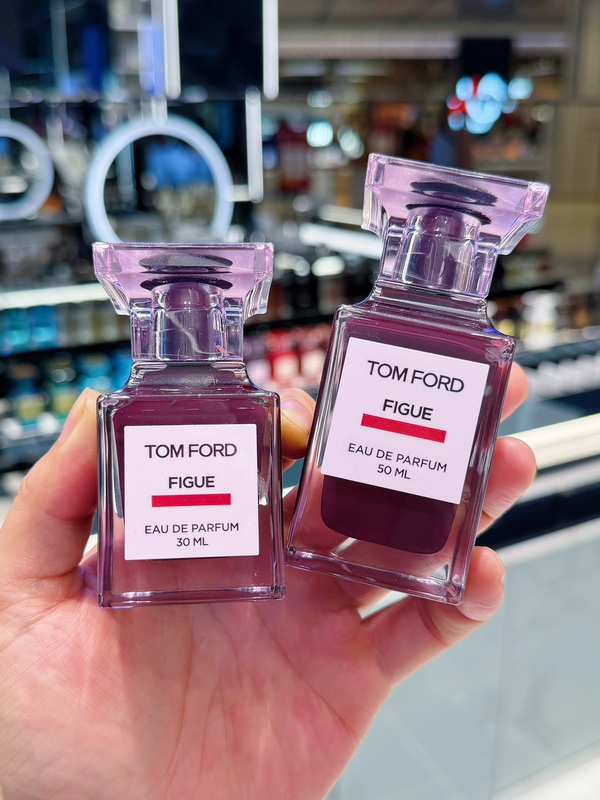 TOM FORD
FIGUE
EAU DE PARFUM
30 ML
TOM FORD
FIGUE
EAU DE PARFUM
50 ML